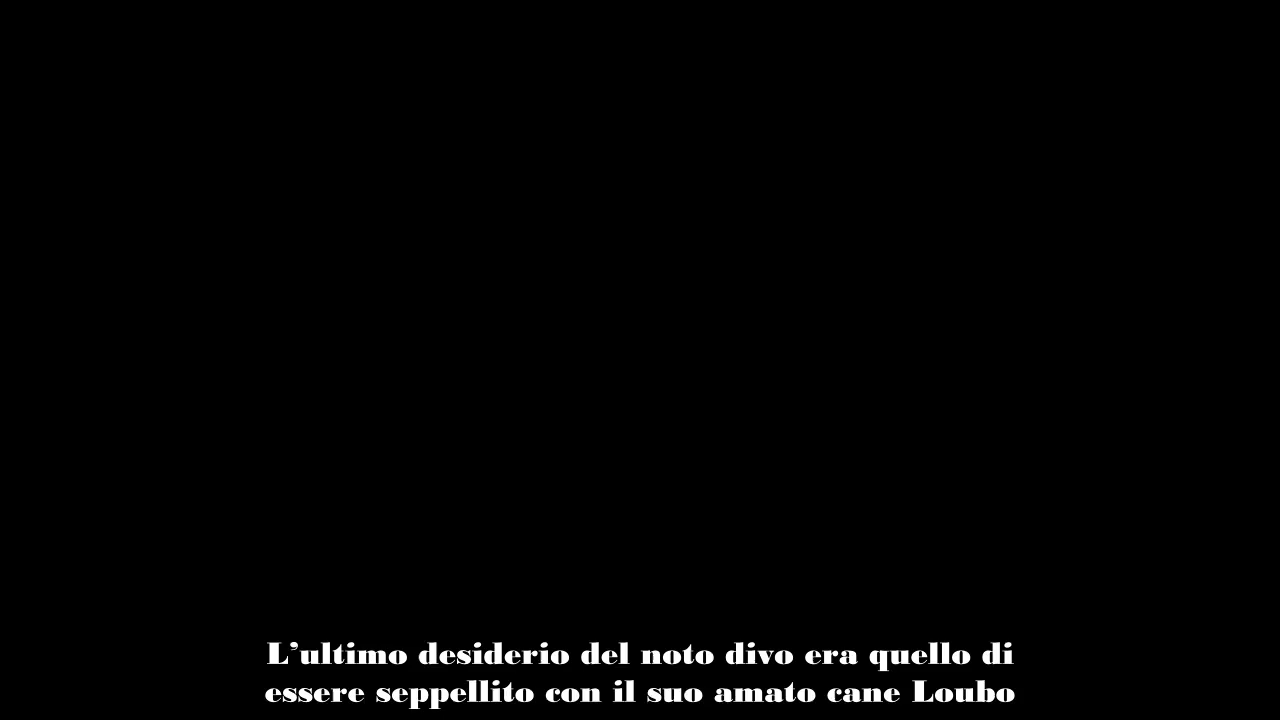 L’ultimo desiderio del noto divo era quello di
essere seppellito con il suo amato cane Loubo